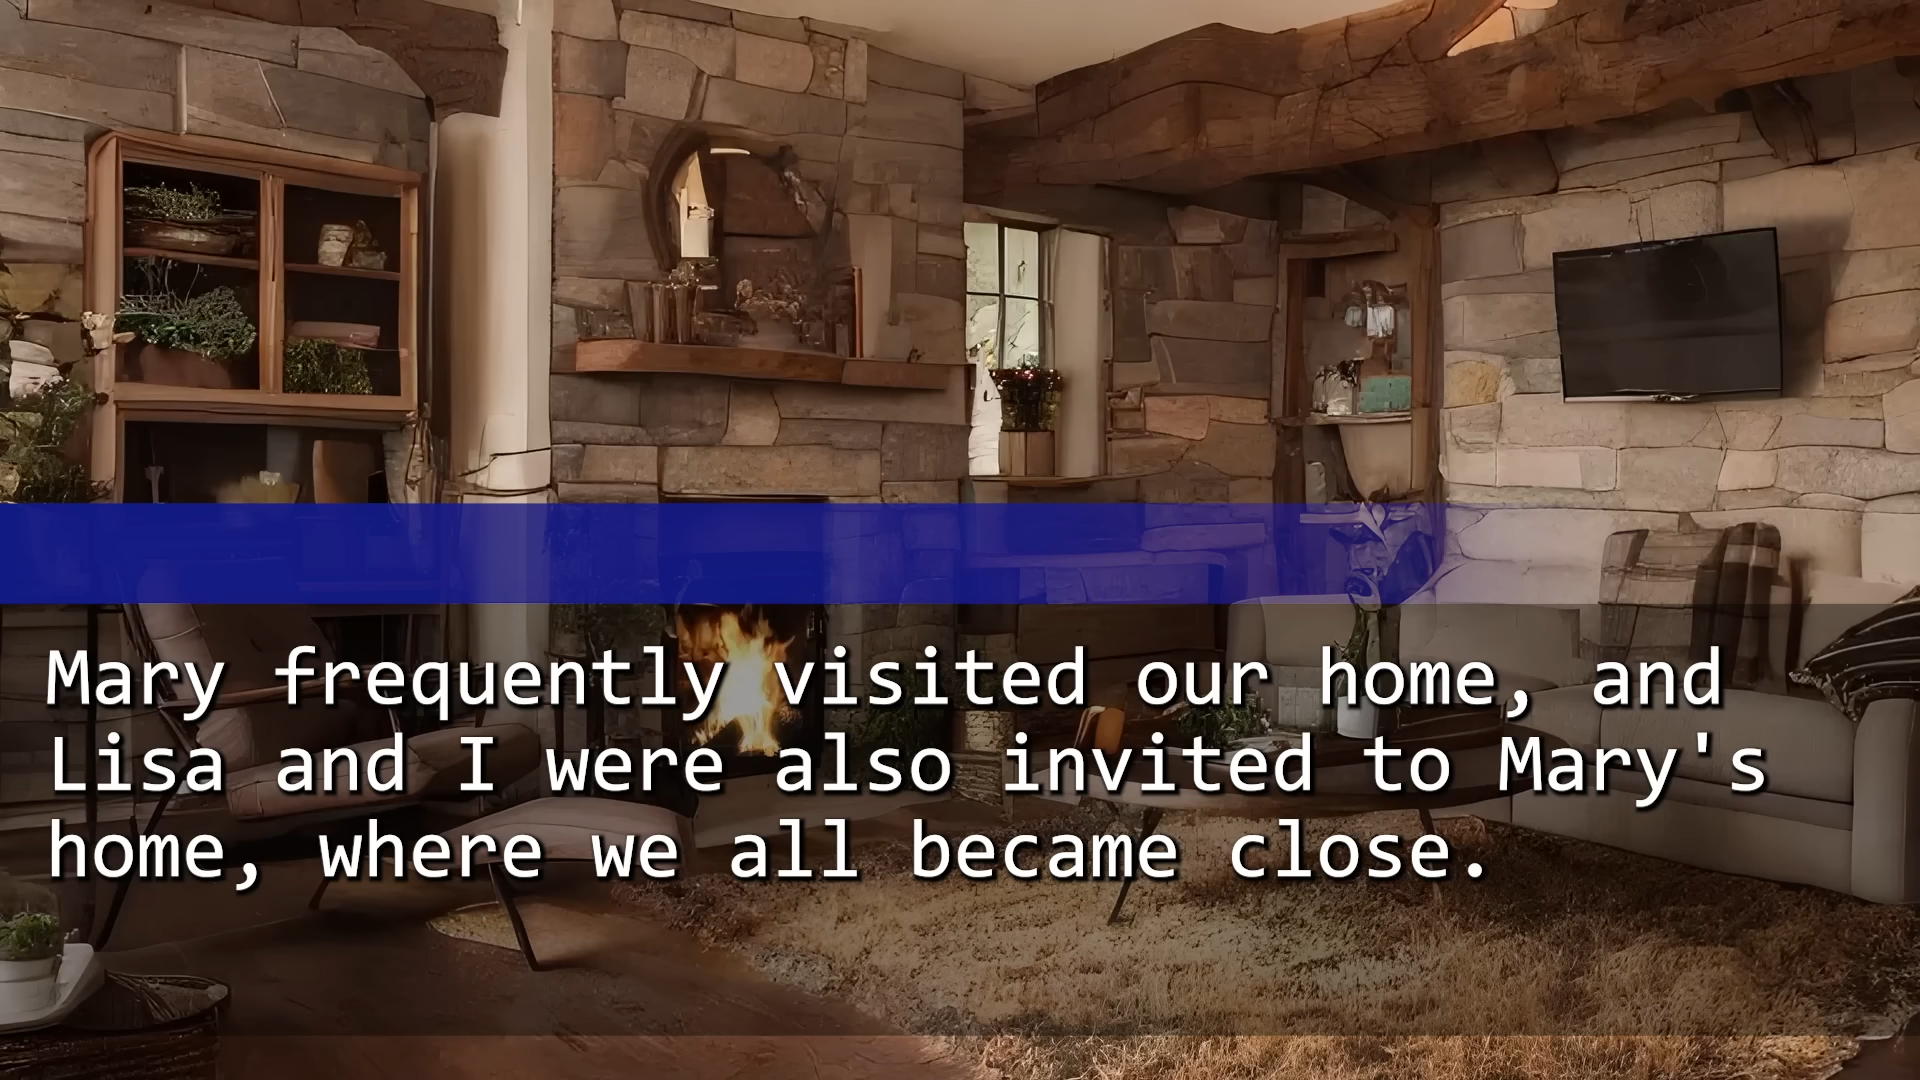 Mary frequently visited our home, and
Lisa and I were also invited to Mary's
home, where we all became close.